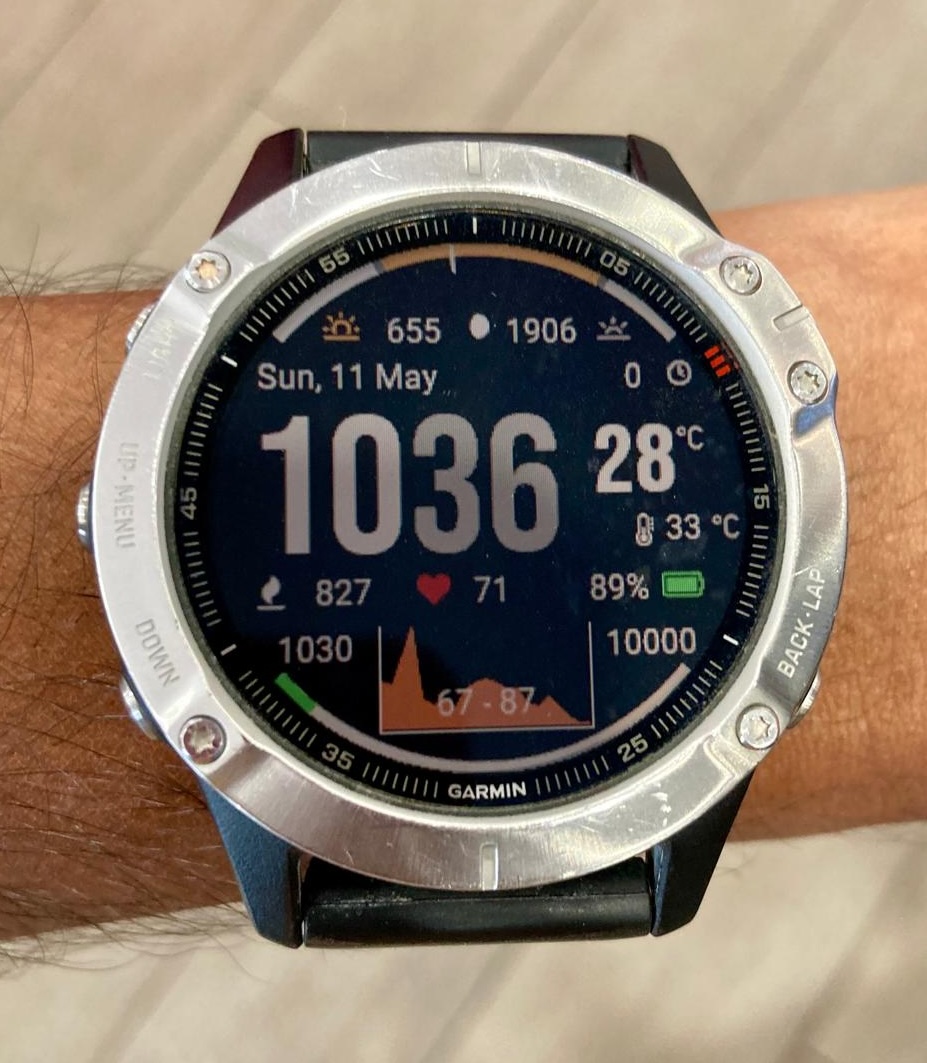 55
05
655
1906
Sun, 11 May
0
1036
28°C
33 °C
45
15
827
71
89%
1030
10000
67 - 87
35
25
GARMIN
LIGHT
UP·MENU
DOWN
BACK·LAP